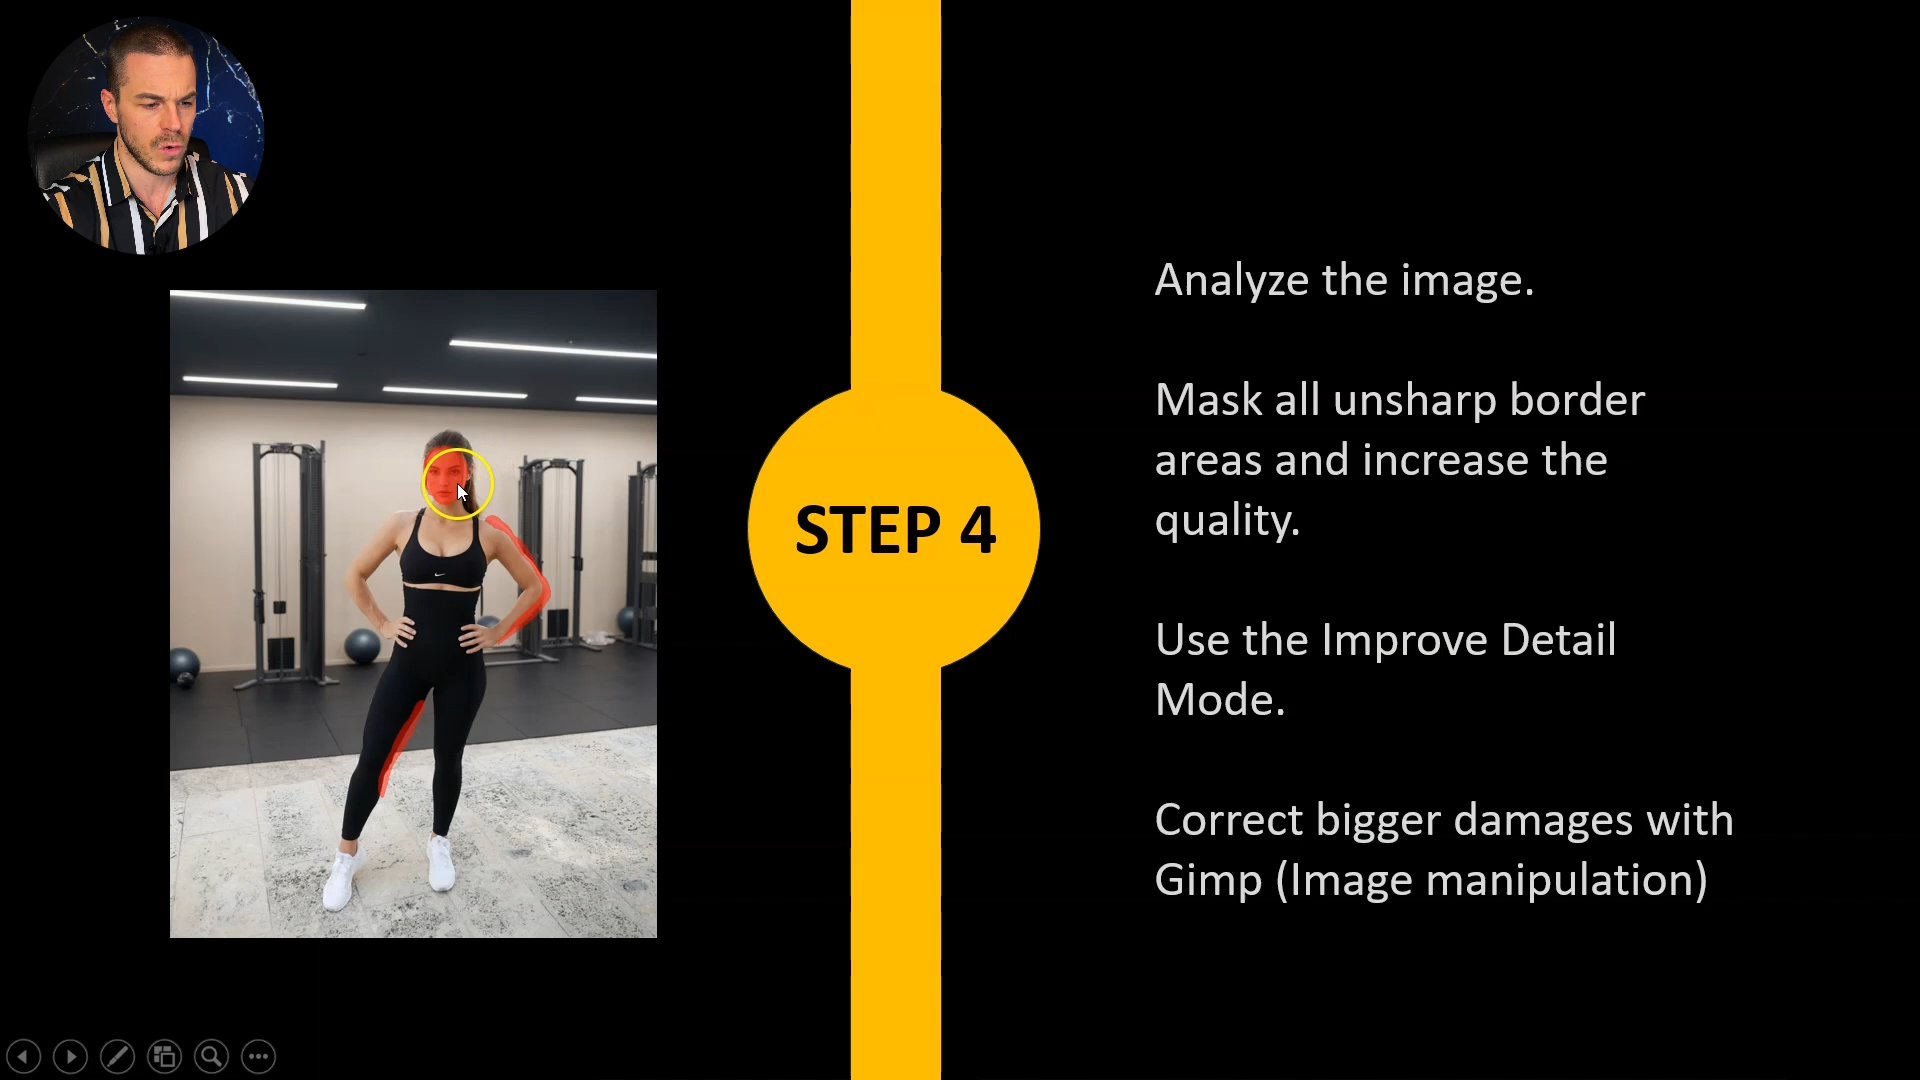 STEP 4
Analyze the image.
Mask all unsharp border
areas and increase the
quality.
Use the Improve Detail
Mode.
Correct bigger damages with
Gimp (Image manipulation)